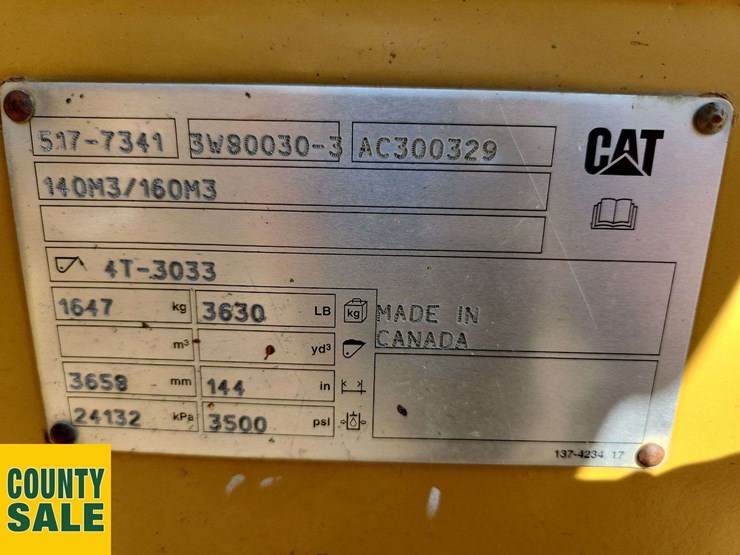 517-7341 3W80030-3 AC300329 CAT
140M3/160M3
4T-3033
1647 kg 3630 LB kg MADE IN
m³ yd³ CANADA
3658 mm 144 in
24132 kPa 3500 psi
137-4234 17
COUNTY
SALE